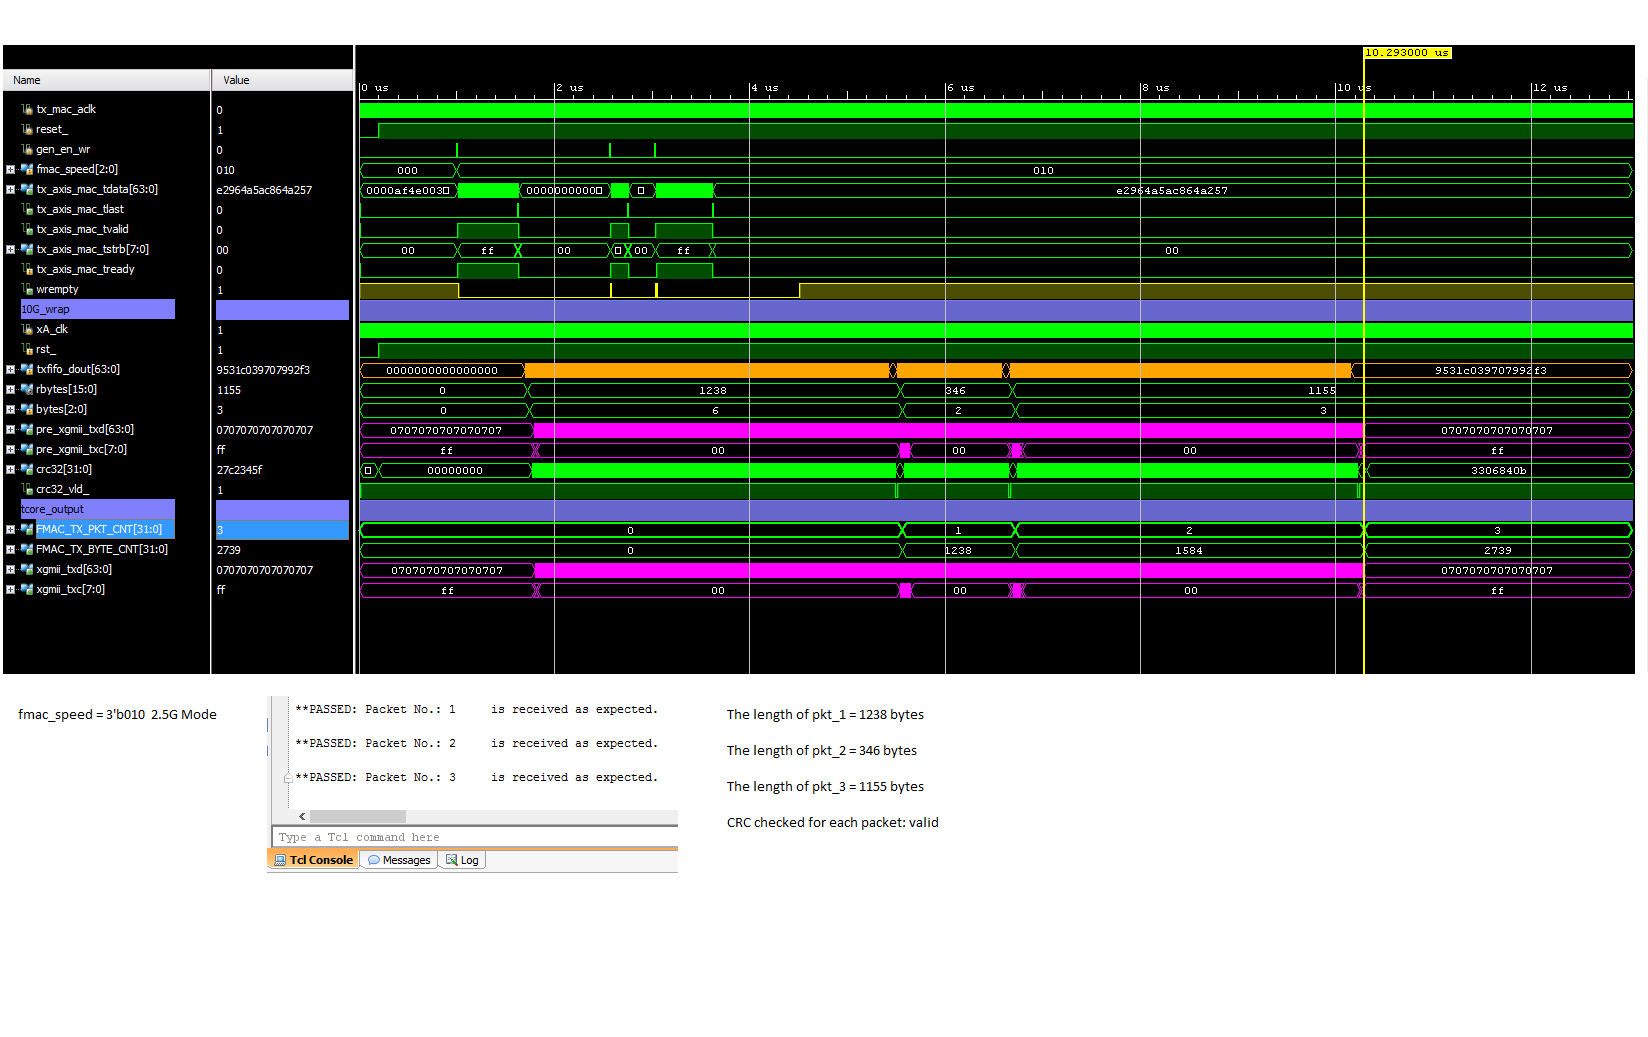 10.293000 us
Name Value
0 us 2 us 4 us 6 us 8 us 10 us 12 us
tx_mac_aclk 0
reset_ 1
gen_en_wr 0
fmac_speed[2:0] 010 000 010
tx_axis_mac_tdata[63:0] e2964a5ac864a257 0000af4e003 0000000000 e2964a5ac864a257
tx_axis_mac_tlast 0
tx_axis_mac_tvalid 0
tx_axis_mac_tstrb[7:0] 00 00 ff 00 00 ff 00
tx_axis_mac_tready 0
wrempty 1
10G_wrap
xA_clk 1
rst_ 1
txfifo_dout[63:0] 9531c039707992f3 0000000000000000 9531c039707992f3
rbytes[15:0] 1155 0 1238 346 1155
bytes[2:0] 3 0 6 2 3
pre_xgmii_txd[63:0] 0707070707070707 0707070707070707 0707070707070707
pre_xgmii_txc[7:0] ff ff 00 00 00 ff
crc32[31:0] 27c2345f 00000000 3306840b
crc32_vld_ 1
tcore_output
FMAC_TX_PKT_CNT[31:0] 3 0 1 2 3
FMAC_TX_BYTE_CNT[31:0] 2739 0 1238 1584 2739
xgmii_txd[63:0] 0707070707070707 0707070707070707 0707070707070707
xgmii_txc[7:0] ff ff 00 00 00 ff
fmac_speed = 3'b010 2.5G Mode
**PASSED: Packet No.: 1 is received as expected.
**PASSED: Packet No.: 2 is received as expected.
**PASSED: Packet No.: 3 is received as expected.
Type a Tcl command here
Tcl Console Messages Log
The length of pkt_1 = 1238 bytes
The length of pkt_2 = 346 bytes
The length of pkt_3 = 1155 bytes
CRC checked for each packet: valid